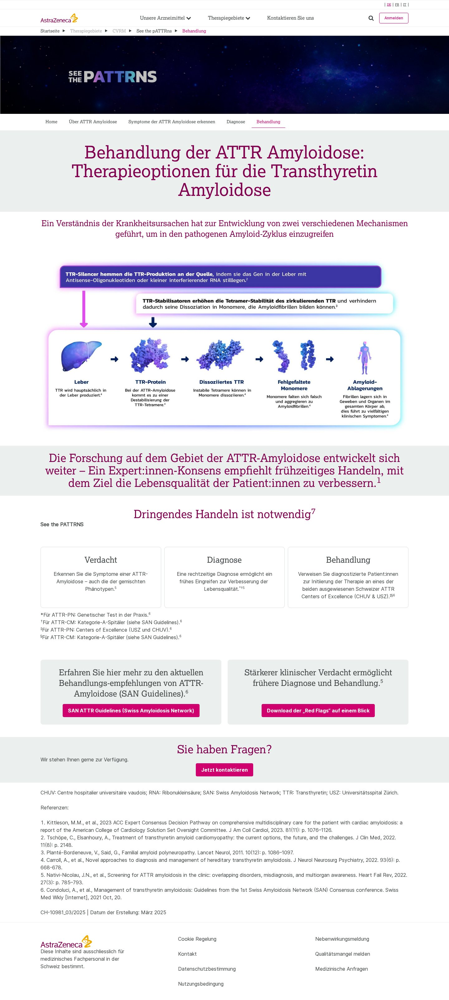 | DE | FR | IT |
AstraZeneca
Unsere Arzneimittel
Therapiegebiete
Kontaktieren Sie uns
Anmelden
Startseite ▶ Therapiegebiete ▶ CVRM ▶ See the pATTRns ▶ Behandlung
SEE
THE PATTRNS
Home
Über ATTR Amyloidose
Symptome der ATTR Amyloidose erkennen
Diagnose
Behandlung
Behandlung der ATTR Amyloidose:
Therapieoptionen für die Transthyretin
Amyloidose
Ein Verständnis der Krankheitsursachen hat zur Entwicklung von zwei verschiedenen Mechanismen
geführt, um in den pathogenen Amyloid-Zyklus einzugreifen
TTR-Silencer hemmen die TTR-Produktion an der Quelle, indem sie das Gen in der Leber mit
Antisense-Oligonukleotiden oder kleiner interferierender RNA stilllegen.²
TTR-Stabilisatoren erhöhen die Tetramer-Stabilität des zirkulierenden TTR und verhindern
dadurch seine Dissoziation in Monomere, die Amyloidfibrillen bilden können.³
Leber
TTR wird hauptsächlich in
der Leber produziert.⁴
TTR-Protein
Bei der ATTR-Amyloidose
kommt es zu einer
Destabilisierung der
TTR-Tetramere.⁴
Dissoziiertes TTR
Instabile Tetramere können in
Monomere dissoziieren.⁴
Fehlgefaltete
Monomere
Monomere falten sich falsch
und aggregieren zu
Amyloidfibrillen.⁴
Amyloid-
Ablagerungen
Fibrillen lagern sich in
Geweben und Organen im
gesamten Körper ab,
dies führt zu vielfältigen
klinischen Symptomen.⁴
Die Forschung auf dem Gebiet der ATTR-Amyloidose entwickelt sich
weiter – Ein Expert:innen-Konsens empfiehlt frühzeitiges Handeln, mit
dem Ziel die Lebensqualität der Patient:innen zu verbessern.¹
Dringendes Handeln ist notwendig⁷
See the PATTRNS
Verdacht
Erkennen Sie die Symptome einer ATTR-
Amyloidose – auch die der gemischten
Phänotypen.⁵
Diagnose
Eine rechtzeitige Diagnose ermöglicht ein
frühes Eingreifen zur Verbesserung der
Lebensqualität.*†⁵
Behandlung
Verweisen Sie diagnostizierte Patient:innen
zur Initiierung der Therapie an eines der
beiden ausgewiesenen Schweizer ATTR
Centers of Excellence (CHUV & USZ).‡§⁶
*Für ATTR-PN: Genetischer Test in der Praxis.⁶
†Für ATTR-CM: Kategorie-A-Spitäler (siehe SAN Guidelines).⁶
‡Für ATTR-PN: Centers of Excellence (USZ und CHUV).⁶
§Für ATTR-CM: Kategorie-A-Spitäler (siehe SAN Guidelines).⁶
Erfahren Sie hier mehr zu den aktuellen
Behandlungs-empfehlungen von ATTR-
Amyloidose (SAN Guidelines).⁶
SAN ATTR Guidelines (Swiss Amyloidosis Network)
Stärkerer klinischer Verdacht ermöglicht
frühere Diagnose und Behandlung.⁵
Download der „Red Flags“ auf einem Blick
Sie haben Fragen?
Wir stehen Ihnen gerne zur Verfügung.
Jetzt kontaktieren
CHUV: Centre hospitalier universitaire vaudois; RNA: Ribonukleinsäure; SAN: Swiss Amyloidosis Network; TTR: Transthyretin; USZ: Universitätsspital Zürich.
Referenzen:
1. Kittleson, M.M., et al., 2023 ACC Expert Consensus Decision Pathway on comprehensive multidisciplinary care for the patient with cardiac amyloidosis: a
report of the American College of Cardiology Solution Set Oversight Committee. J Am Coll Cardiol, 2023. 81(11): p. 1076–1126.
2. Tschöpe, C., Elsanhoury, A., Treatment of transthyretin amyloid cardiomyopathy: the current options, the future, and the challenges. J Clin Med, 2022.
11(8): p. 2148.
3. Planté-Bordeneuve, V., Said, G., Familial amyloid polyneuropathy. Lancet Neurol, 2011. 10(12): p. 1086–1097.
4. Carroll, A., et al., Novel approaches to diagnosis and management of hereditary transthyretin amyloidosis. J Neurol Neurosurg Psychiatry, 2022. 93(6): p.
668-678.
5. Nativi-Nicolau, J.N., et al., Screening for ATTR amyloidosis in the clinic: overlapping disorders, misdiagnosis, and multiorgan awareness. Heart Fail Rev, 2022.
27(3): p. 785–793.
6. Condoluci, A., et al., Management of transthyretin amyloidosis: Guidelines from the 1st Swiss Amyloidosis Network (SAN) Consensus conference. Swiss
Med Wkly [Internet], 2021 Oct, 20.
CH-10981_03/2025 | Datum der Erstellung: März 2025
AstraZeneca
Diese Inhalte sind ausschliesslich für
medizinisches Fachpersonal in der
Schweiz bestimmt.
Cookie Regelung
Kontakt
Datenschutzbestimmung
Nutzungsbedingung
Nebenwirkungsmeldung
Qualitätsmangel melden
Medizinische Anfragen